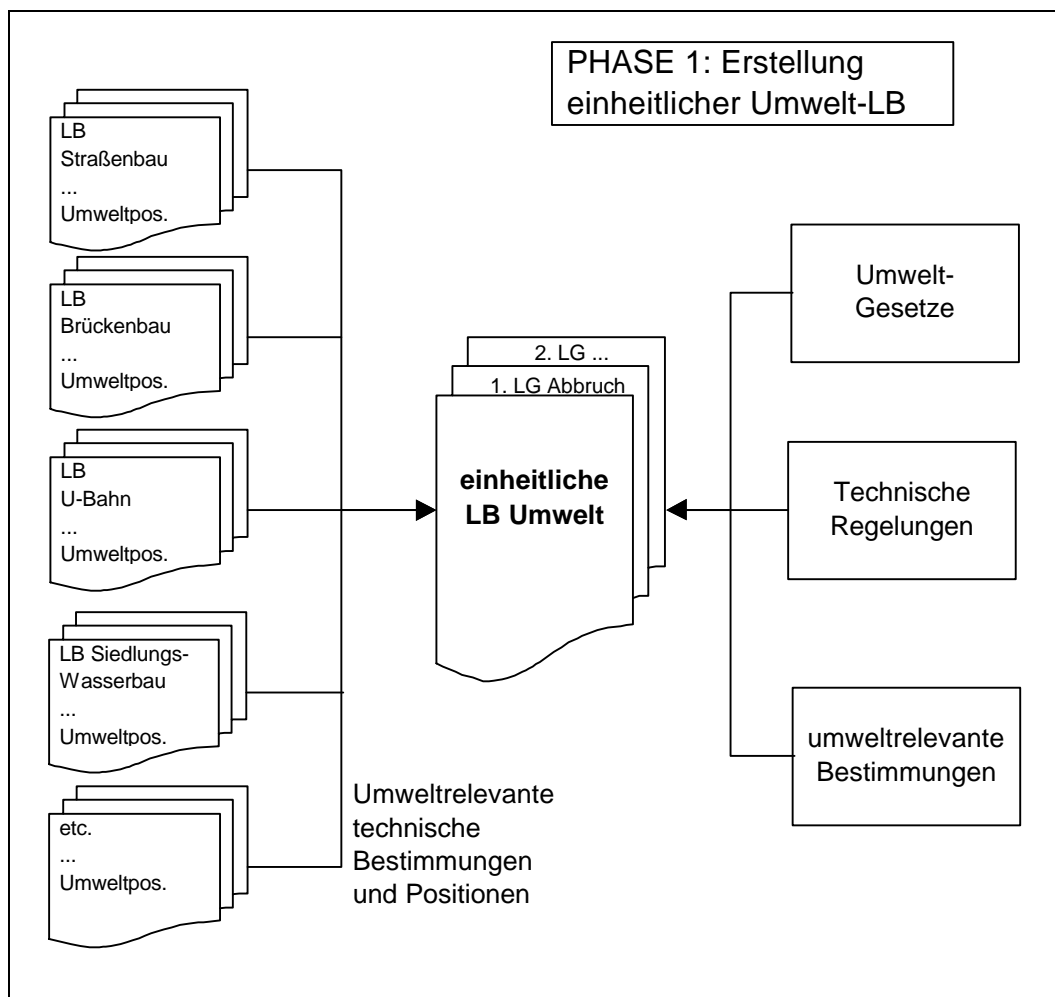 PHASE 1: Erstellung
einheitlicher Umwelt-LB
LB
Straßenbau
...
Umweltpos.
LB
Brückenbau
...
Umweltpos.
LB
U-Bahn
...
Umweltpos.
LB Siedlungs-
Wasserbau
...
Umweltpos.
etc.
...
Umweltpos.
Umweltrelevante
technische
Bestimmungen
und Positionen
2. LG ...
1. LG Abbruch
einheitliche
LB Umwelt
Umwelt-
Gesetze
Technische
Regelungen
umweltrelevante
Bestimmungen